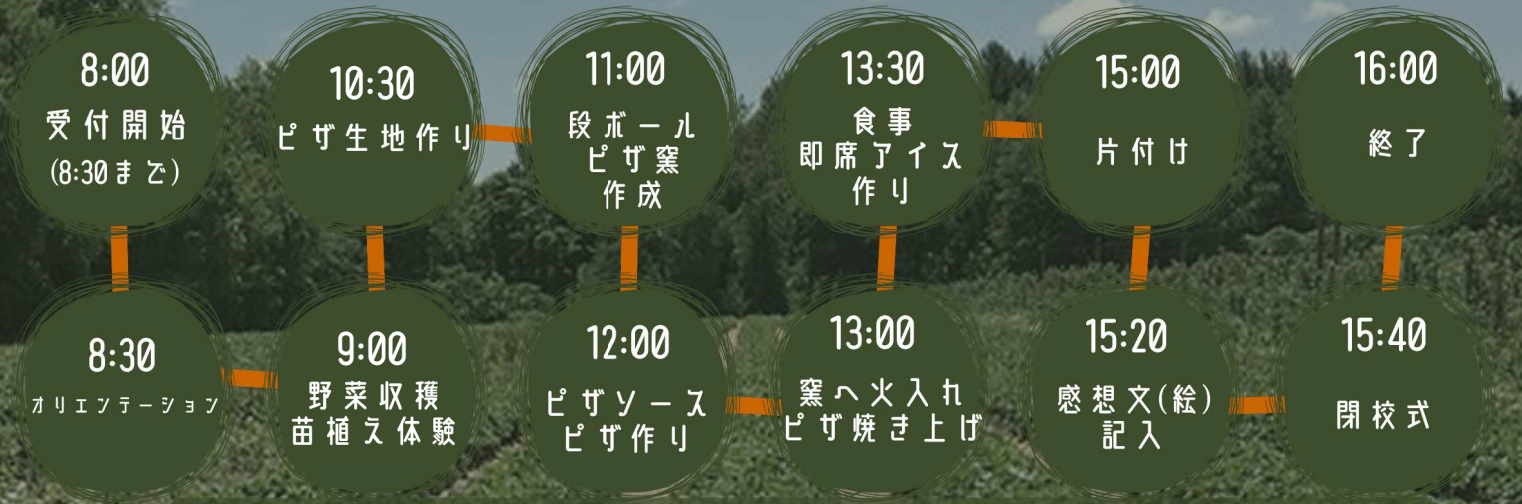 8:00
受付開始
(8:30まで)
8:30
オリエンテーション
9:00
野菜収穫
苗植え体験
10:30
ピザ生地作り
11:00
段ボール
ピザ窯
作成
12:00
ピザソース
ピザ作り
13:00
窯へ火入れ
ピザ焼き上げ
13:30
食事
即席アイス
作り
15:00
片付け
15:20
感想文(絵)
記入
15:40
閉校式
16:00
終了